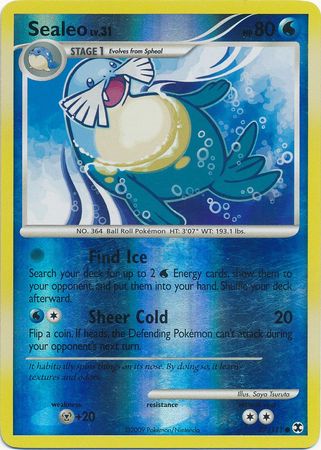 Sealeo LV.31 HP 80
STAGE 1 Evolves from Spheal
NO. 364 Ball Roll Pokémon HT: 3'07" WT: 193.1 lbs.
Find Ice
Search your deck for up to 2 Energy cards, show them
to your opponent, and put them into your hand. Shuffle your deck
afterward.
Sheer Cold 20
Flip a coin. If heads, the Defending Pokémon can't attack during
your opponent's next turn.
It habitually spins things on its nose. By doing so, it learn
textures and odors.
Illus. Sayo Tsuruta
weakness resistance
+20
©2009 Pokémon/Nintendo